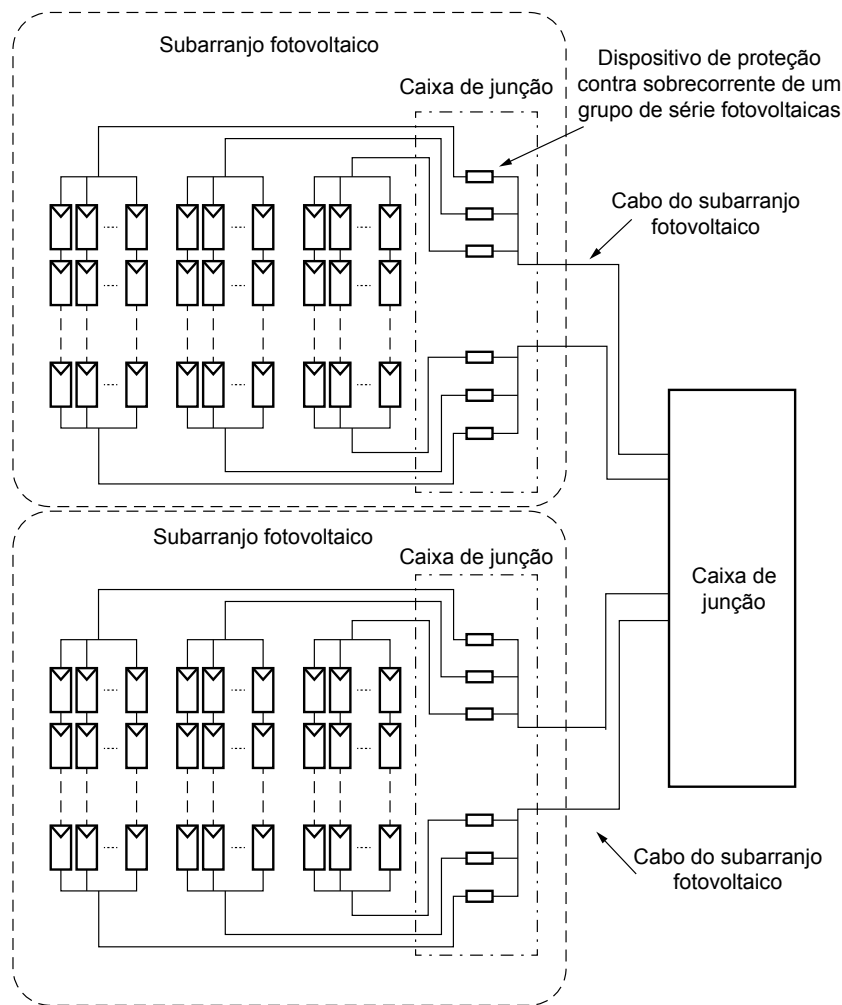 Subarranjo fotovoltaico
Dispositivo de proteção
contra sobrecorrente de um
grupo de série fotovoltaicas
Caixa de junção
Cabo do subarranjo
fotovoltaico
Subarranjo fotovoltaico
Caixa de junção
Caixa de
junção
Cabo do subarranjo
fotovoltaico